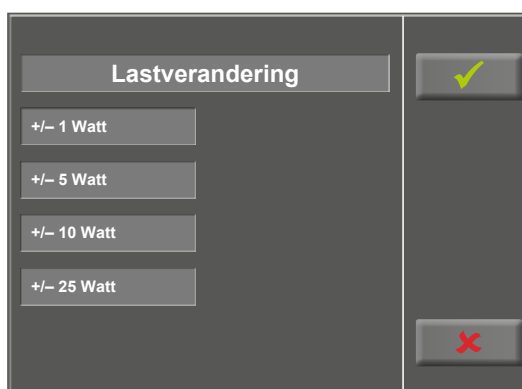 Lastverandering
+/– 1 Watt
+/– 5 Watt
+/– 10 Watt
+/– 25 Watt